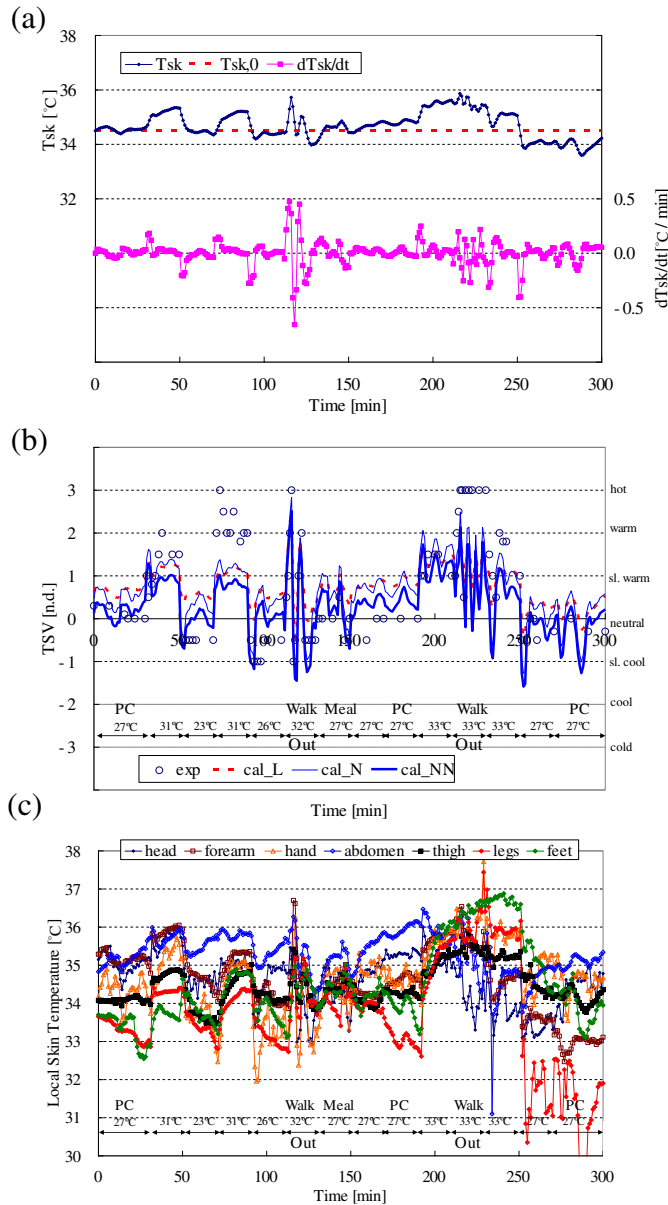 (a)
38
36
34
32
Tsk [℃]
Tsk Tsk,0 dTsk/dt
0.5
0.0
-0.5
dTsk/dt[℃ / min]
0 50 100 150 200 250 300
Time [min]
(b)
3
2
1
0
- 1
- 2
- 3
TSV [n.d.]
hot
warm
sl. warm
neutral
sl. cool
cool
cold
0 50 100 150 200 250 300
PC Walk Meal PC Walk PC
27℃ 31℃ 23℃ 31℃ 26℃ 32℃ 27℃ 27℃ 27℃ 33℃ 33℃ 33℃ 27℃ 27℃
Out Out
exp cal_L cal_N cal_NN
Time [min]
(c)
38
37
36
35
34
33
32
31
30
Local Skin Temperature [℃]
head forearm hand abdomen thigh legs feet
PC Walk Meal PC Walk PC
27℃ 31℃ 23℃ 31℃ 26℃ 32℃ 27℃ 27℃ 27℃ 33℃ 33℃ 33℃ 27℃ 27℃
Out Out
0 50 100 150 200 250 300
Time [min]